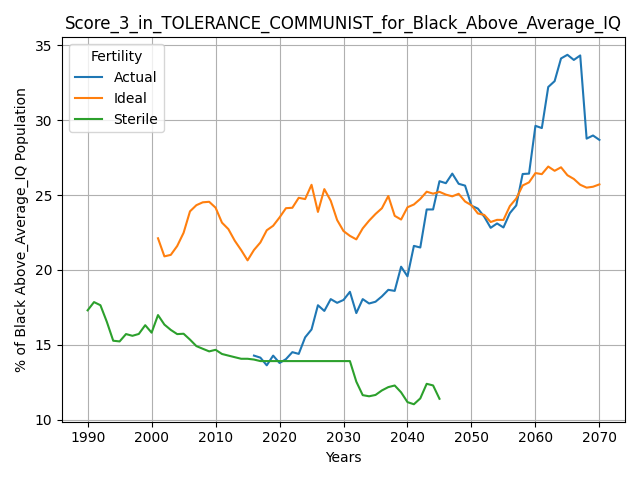 Score_3_in_TOLERANCE_COMMUNIST_for_Black_Above_Average_IQ
Fertility
Actual
Ideal
Sterile
% of Black Above_Average_IQ Population
35
30
25
20
15
10
1990 2000 2010 2020 2030 2040 2050 2060 2070
Years